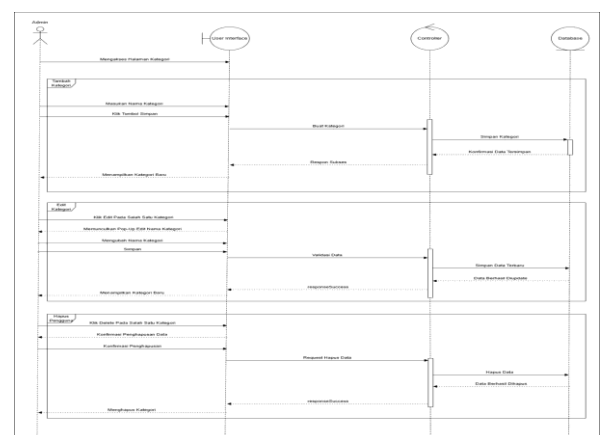 Admin
User Interface
Controller
Database
Mengakses Halaman Kategori
Tambah
Kategori
Masukan Nama Kategori
Klik Tombol Simpan
Buat Kategori
Simpan Kategori
Konfirmasi Data Tersimpan
Respon Sukses
Menampilkan Kategori Baru
Edit
Kategori
Klik Edit Pada Salah Satu Kategori
Memunculkan Pop-Up Edit Nama Kategori
Mengubah Nama Kategori
Simpan
Validasi Data
Simpan Data Terbaru
Data Berhasil Diupdate
responseSuccess
Menampilkan Kategori Baru
Hapus
Pengguna
Klik Delete Pada Salah Satu Kategori
Konfirmasi Penghapusan Data
Konfirmasi Penghapusan
Request Hapus Data
Hapus Data
Data Berhasil Dihapus
responseSuccess
Menghapus Kategori